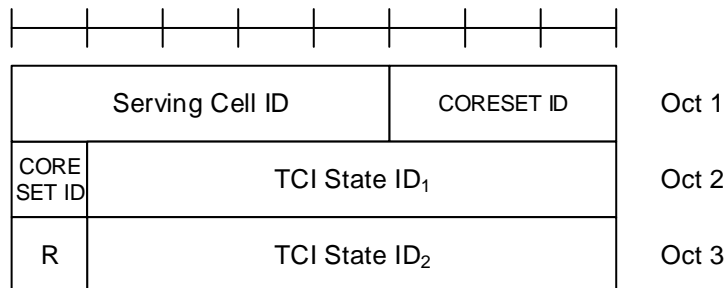 Serving Cell ID CORESET ID Oct 1
CORE
SET ID TCI State ID₁ Oct 2
R TCI State ID₂ Oct 3